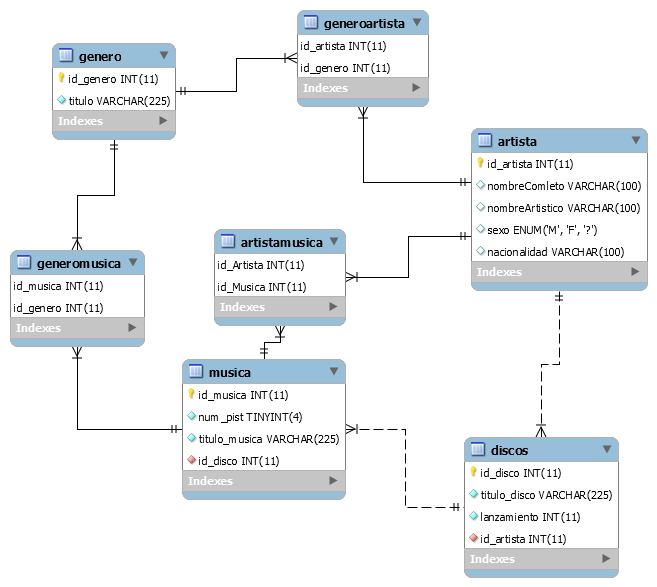 genero
id_genero INT(11)
titulo VARCHAR(225)
Indexes
generoartista
id_artista INT(11)
id_genero INT(11)
Indexes
artista
id_artista INT(11)
nombreComleto VARCHAR(100)
nombreArtistico VARCHAR(100)
sexo ENUM('M', 'F', '?')
nacionalidad VARCHAR(100)
Indexes
generomusica
id_musica INT(11)
id_genero INT(11)
Indexes
artistamusica
id_Artista INT(11)
id_Musica INT(11)
Indexes
musica
id_musica INT(11)
num_pist TINYINT(4)
titulo_musica VARCHAR(225)
id_disco INT(11)
Indexes
discos
id_disco INT(11)
titulo_disco VARCHAR(225)
lanzamiento INT(11)
id_artista INT(11)
Indexes